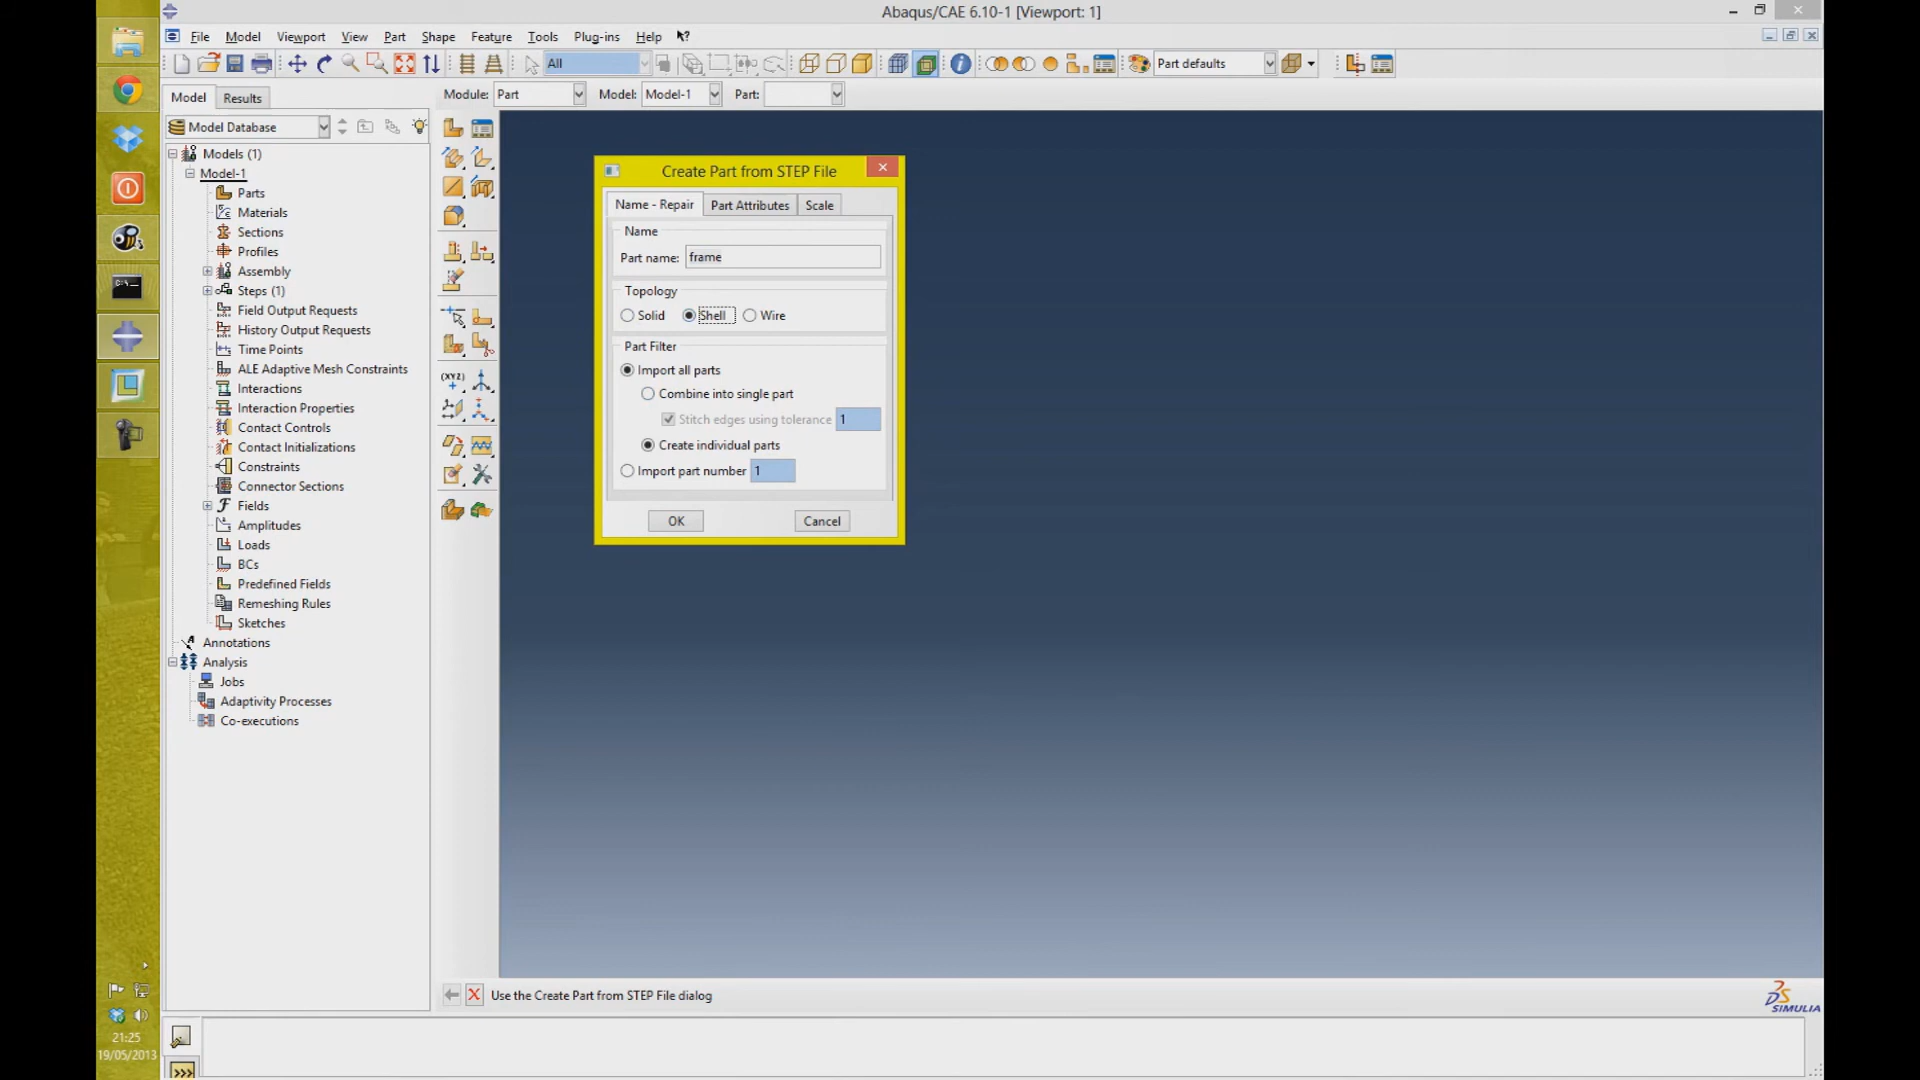 Abaqus/CAE 6.10-1 [Viewport: 1]
File Model Viewport View Part Shape Feature Tools Plug-ins Help
All
Part defaults
Model Results
Module: Part Model: Model-1 Part:
Model Database
Models (1)
Model-1
Parts
Materials
Sections
Profiles
Assembly
Steps (1)
Field Output Requests
History Output Requests
Time Points
ALE Adaptive Mesh Constraints
Interactions
Interaction Properties
Contact Controls
Contact Initializations
Constraints
Connector Sections
Fields
Amplitudes
Loads
BCs
Predefined Fields
Remeshing Rules
Sketches
Annotations
Analysis
Jobs
Adaptivity Processes
Co-executions
(XYZ)
Create Part from STEP File
Name - Repair Part Attributes Scale
Name
Part name: frame
Topology
Solid Shell Wire
Part Filter
Import all parts
Combine into single part
Stitch edges using tolerance 1
Create individual parts
Import part number 1
OK Cancel
Use the Create Part from STEP File dialog
SIMULIA
21:25
19/05/2013
>>>